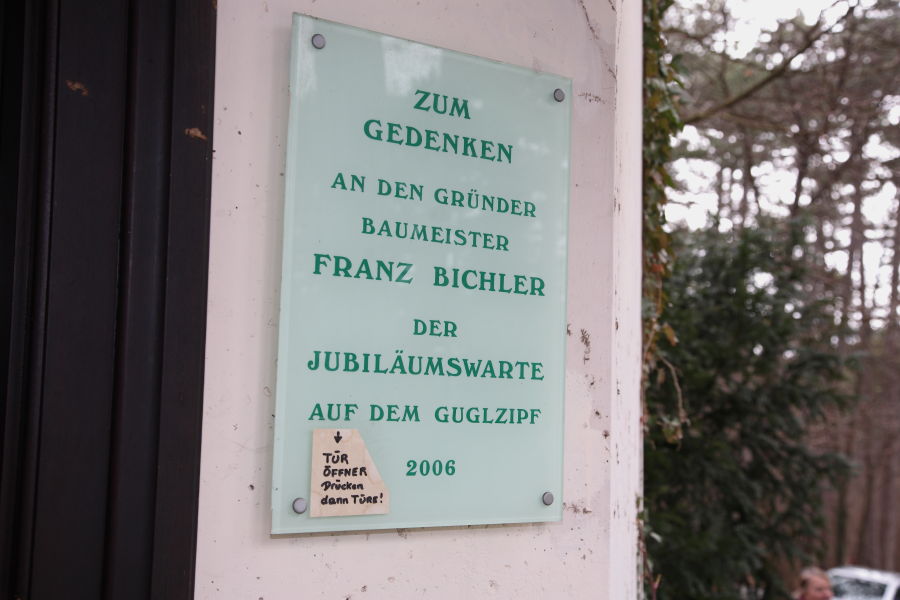 ZUM
GEDENKEN
AN DEN GRÜNDER
BAUMEISTER
FRANZ BICHLER
DER
JUBILÄUMSWARTE
AUF DEM GUGLZIPF
2006
TÜR
ÖFFNER
Drücken
dann TÜRE!